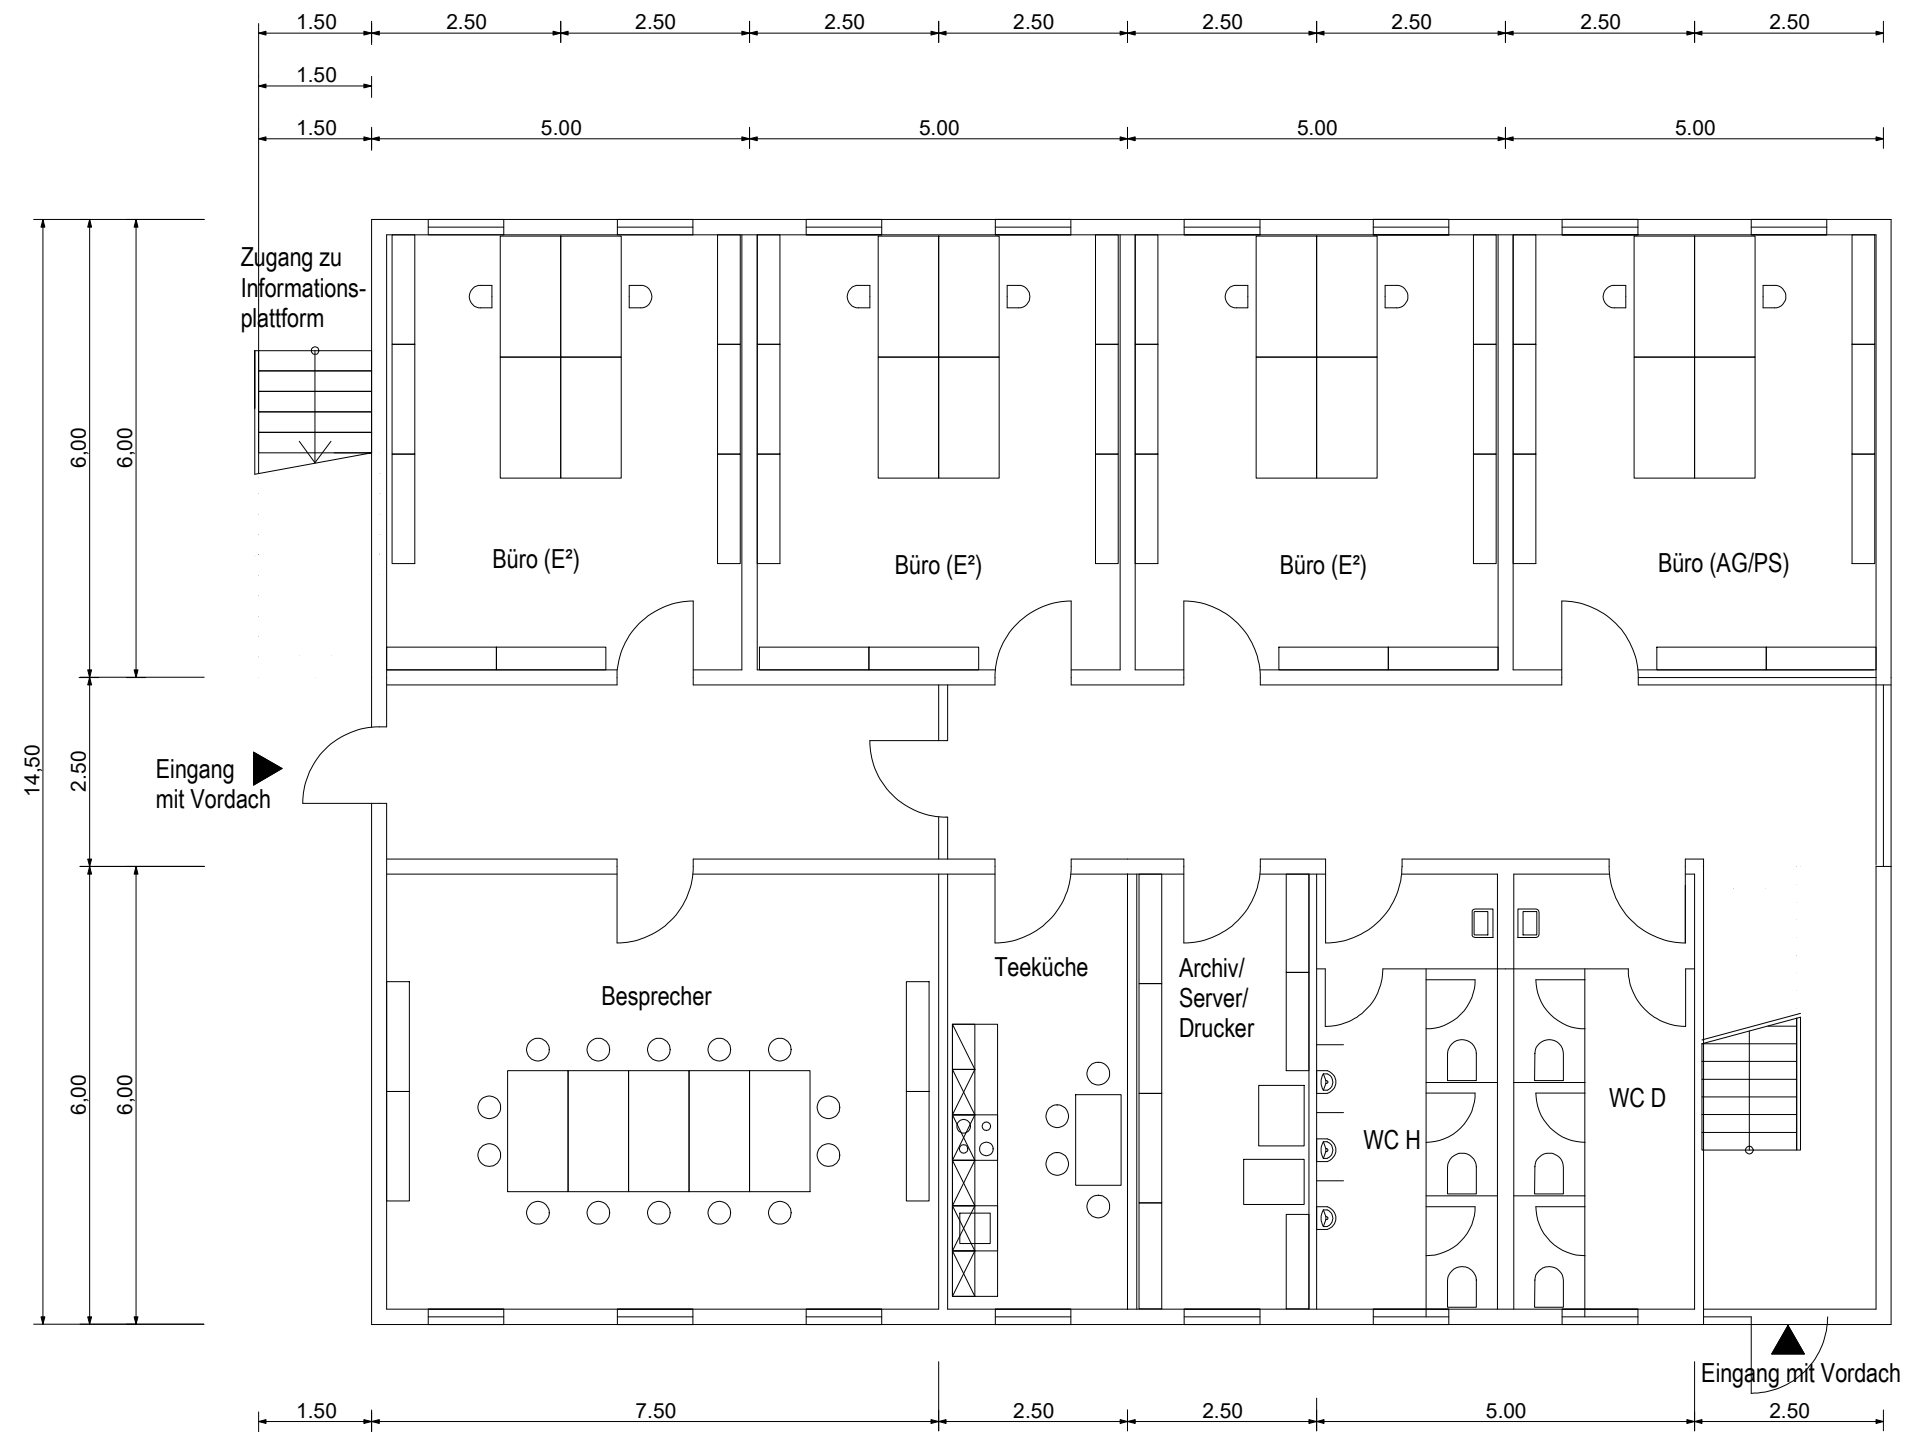 1.50 2.50 2.50 2.50 2.50 2.50 2.50 2.50 2.50
1.50
1.50 5.00 5.00 5.00 5.00
Zugang zu
Informations-
plattform
6,00 6,00
Büro (E²) Büro (E²) Büro (E²) Büro (AG/PS)
14,50 2.50
Eingang
mit Vordach
6,00 6,00
Besprecher
Teeküche
Archiv/
Server/
Drucker
WC H
WC D
Eingang mit Vordach
1.50 7.50 2.50 2.50 5.00 2.50